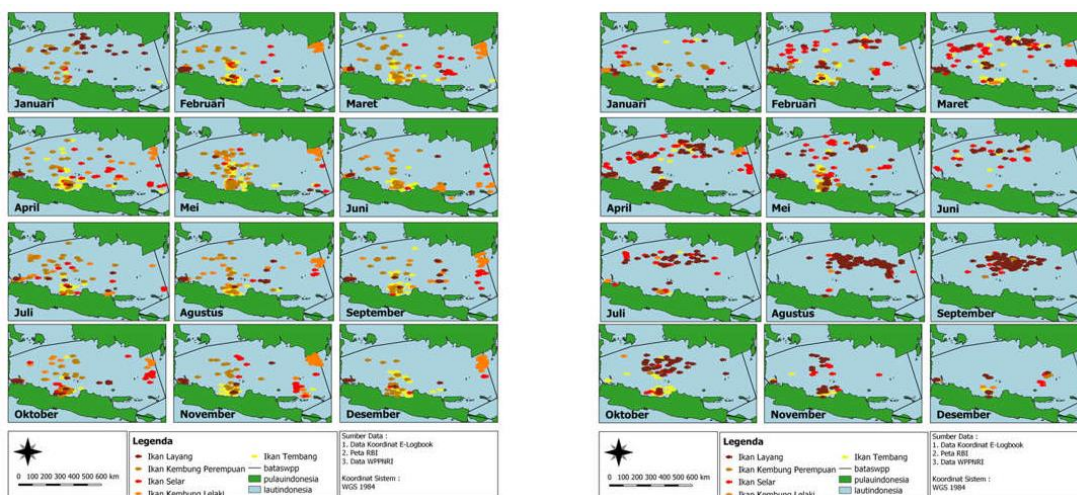 Januari
Februari
Maret
April
Mei
Juni
Juli
Agustus
September
Oktober
November
Desember
0 100 200 300 400 500 600 km
Legenda
Ikan Layang
Ikan Kembung Perempuan
Ikan Selar
Ikan Kembung Lelaki
Ikan Tembang
bataswpp
pulauindonesia
lautindonesia
Sumber Data :
1. Data Koordinat E-Logbook
2. Peta RBI
3. Data WPPNRI
Koordinat Sistem :
WGS 1984
Januari
Februari
Maret
April
Mei
Juni
Juli
Agustus
September
Oktober
November
Desember
0 100 200 300 400 500 600 km
Legenda
Ikan Layang
Ikan Kembung Perempuan
Ikan Selar
Ikan Kembung Lelaki
Ikan Tembang
bataswpp
pulauindonesia
lautindonesia
Sumber Data :
1. Data Koordinat E-Logbook
2. Peta RBI
3. Data WPPNRI
Koordinat Sistem :
WGS 1984